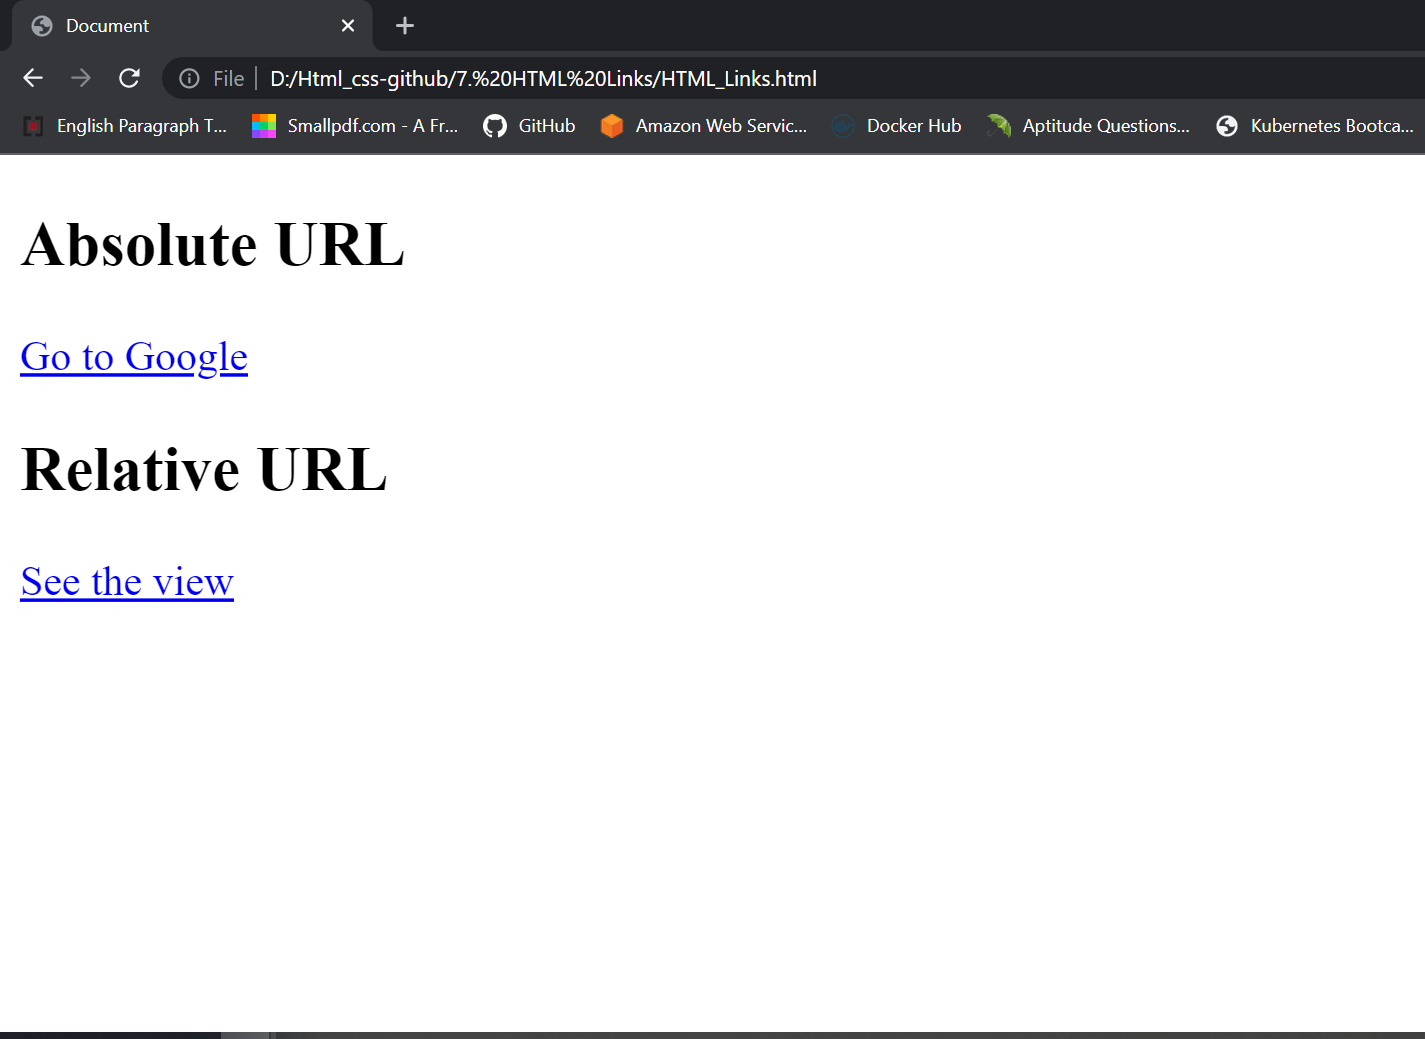 Document
File D:/Html_css-github/7.%20HTML%20Links/HTML_Links.html
English Paragraph T... Smallpdf.com - A Fr... GitHub Amazon Web Servic... Docker Hub Aptitude Questions... Kubernetes Bootca...
Absolute URL
Go to Google
Relative URL
See the view